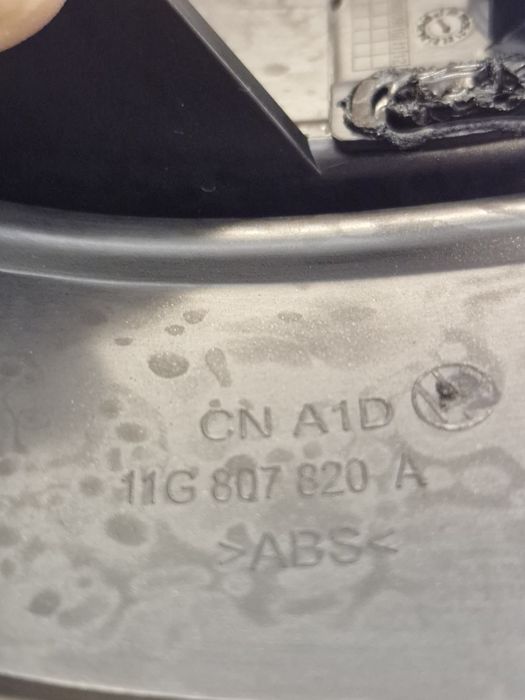 CN A1D
11G 807 820 A
>ABS<